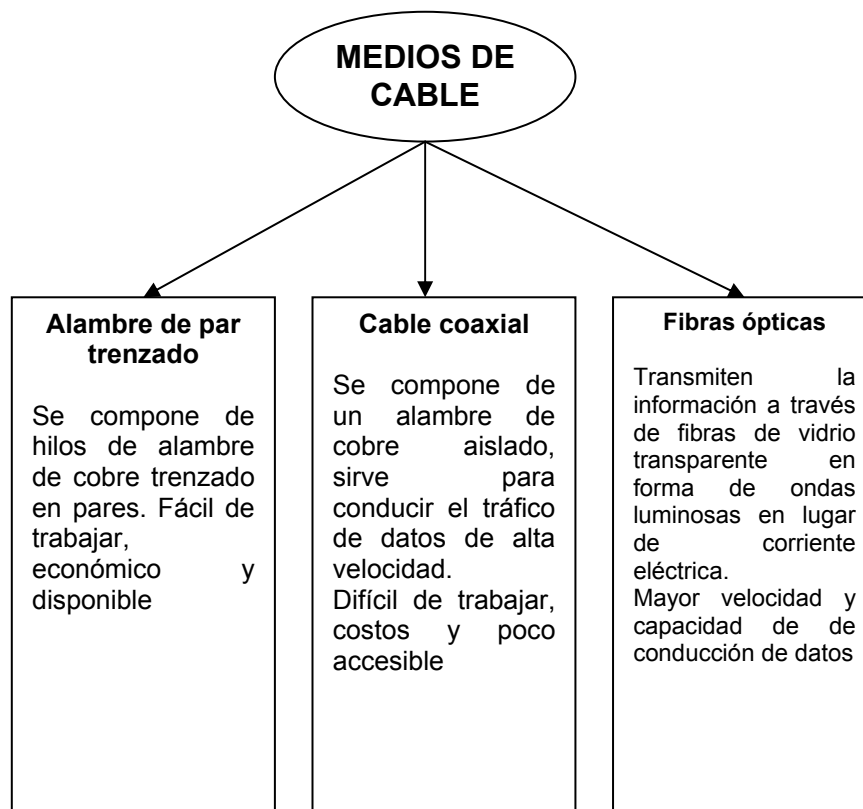 MEDIOS DE
CABLE
Alambre de par
trenzado
Se compone de
hilos de alambre
de cobre trenzado
en pares. Fácil de
trabajar,
económico y
disponible
Cable coaxial
Se compone de
un alambre de
cobre aislado,
sirve para
conducir el tráfico
de datos de alta
velocidad.
Difícil de trabajar,
costos y poco
accesible
Fibras ópticas
Transmiten la
información a través
de fibras de vidrio
transparente en
forma de ondas
luminosas en lugar
de corriente
eléctrica.
Mayor velocidad y
capacidad de de
conducción de datos